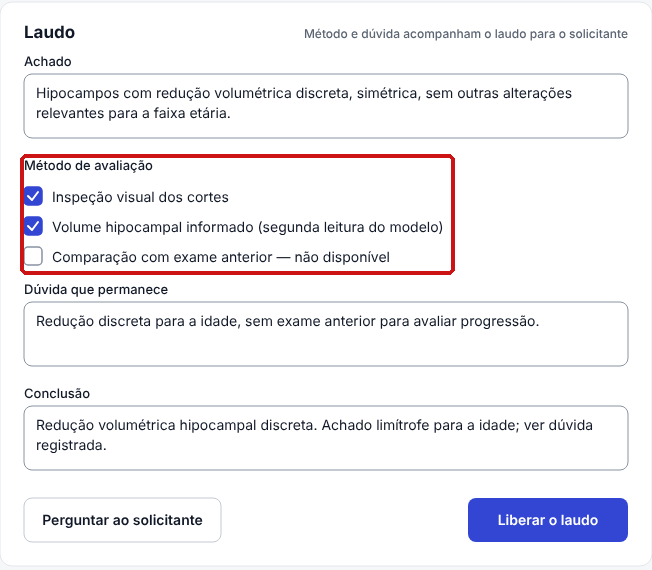 Laudo
Método e dúvida acompanham o laudo para o solicitante
Achado
Hipocampos com redução volumétrica discreta, simétrica, sem outras alterações
relevantes para a faixa etária.
Método de avaliação
Inspeção visual dos cortes
Volume hipocampal informado (segunda leitura do modelo)
Comparação com exame anterior — não disponível
Dúvida que permanece
Redução discreta para a idade, sem exame anterior para avaliar progressão.
Conclusão
Redução volumétrica hipocampal discreta. Achado limítrofe para a idade; ver dúvida
registrada.
Perguntar ao solicitante
Liberar o laudo